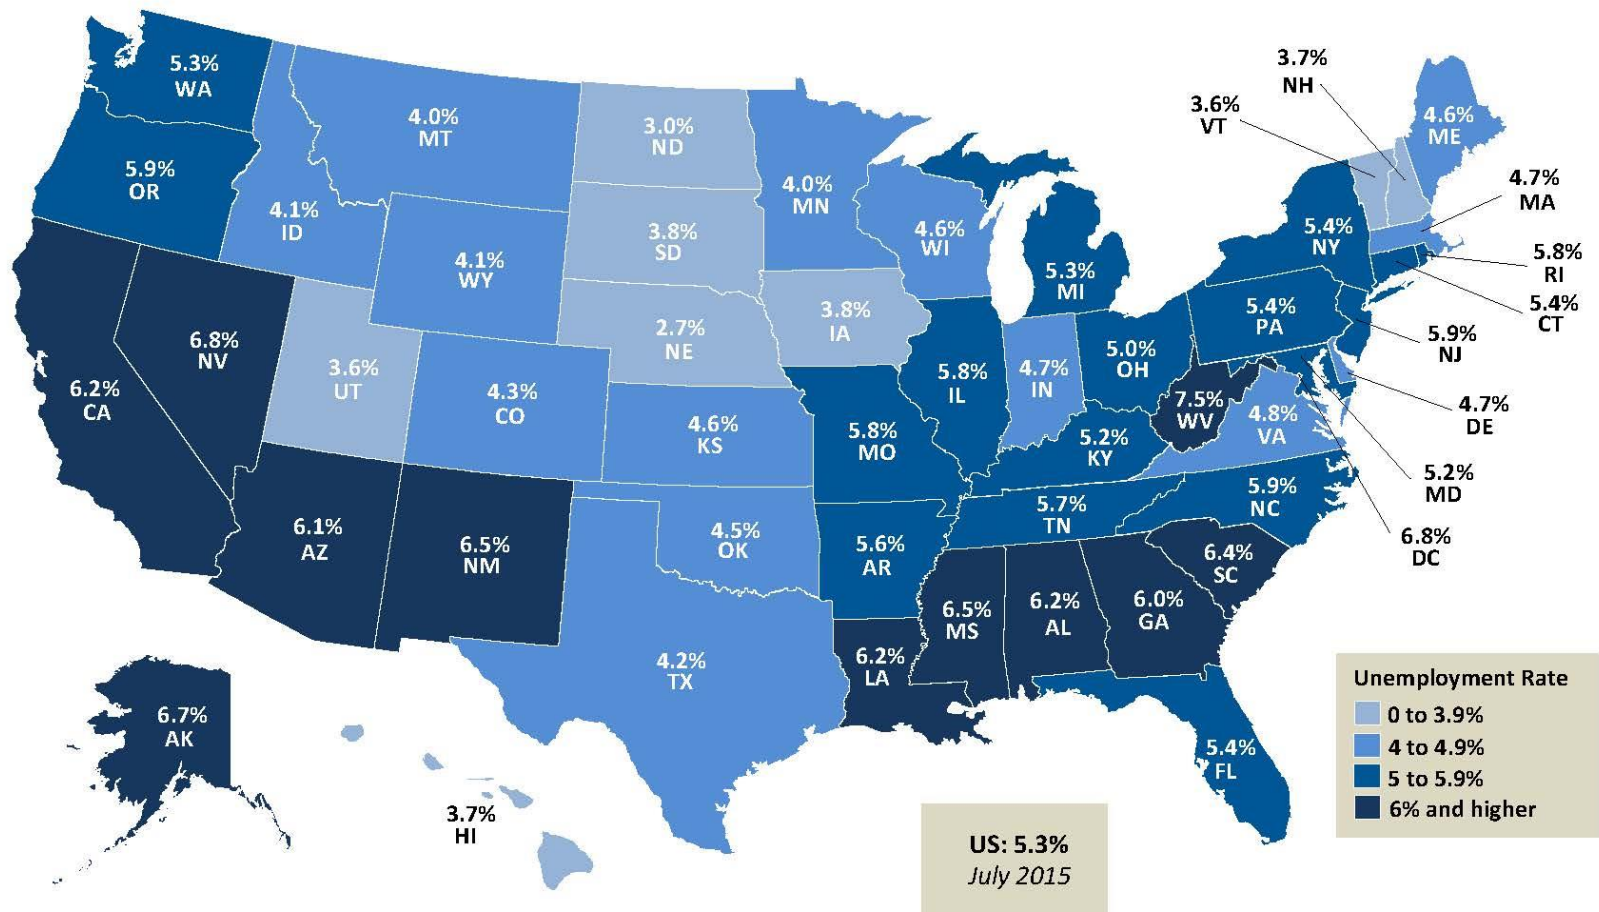 5.3%
WA
5.9%
OR
4.1%
ID
4.0%
MT
4.1%
WY
3.0%
ND
3.8%
SD
2.7%
NE
4.0%
MN
4.6%
WI
3.8%
IA
5.3%
MI
3.7%
NH
3.6%
VT
4.6%
ME
4.7%
MA
5.8%
RI
5.4%
CT
5.4%
NY
5.4%
PA
5.9%
NJ
4.7%
DE
5.2%
MD
6.8%
DC
6.2%
CA
6.8%
NV
3.6%
UT
4.3%
CO
4.6%
KS
5.8%
MO
5.8%
IL
4.7%
IN
5.0%
OH
7.5%
WV
4.8%
VA
5.2%
KY
5.7%
TN
5.9%
NC
6.1%
AZ
6.5%
NM
4.5%
OK
5.6%
AR
6.4%
SC
6.5%
MS
6.2%
AL
6.0%
GA
4.2%
TX
6.2%
LA
5.4%
FL
6.7%
AK
3.7%
HI
US: 5.3%
July 2015
Unemployment Rate
0 to 3.9%
4 to 4.9%
5 to 5.9%
6% and higher